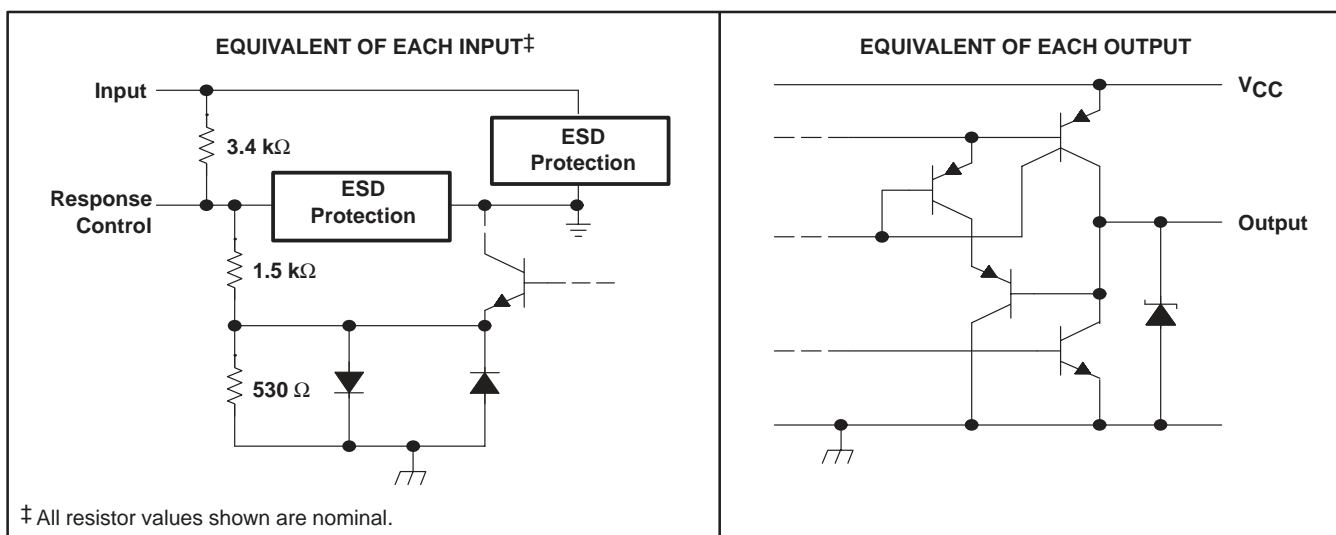 EQUIVALENT OF EACH INPUT‡
Input
3.4 kΩ
ESD
Protection
Response
Control
ESD
Protection
1.5 kΩ
530 Ω
‡ All resistor values shown are nominal.
EQUIVALENT OF EACH OUTPUT
VCC
Output